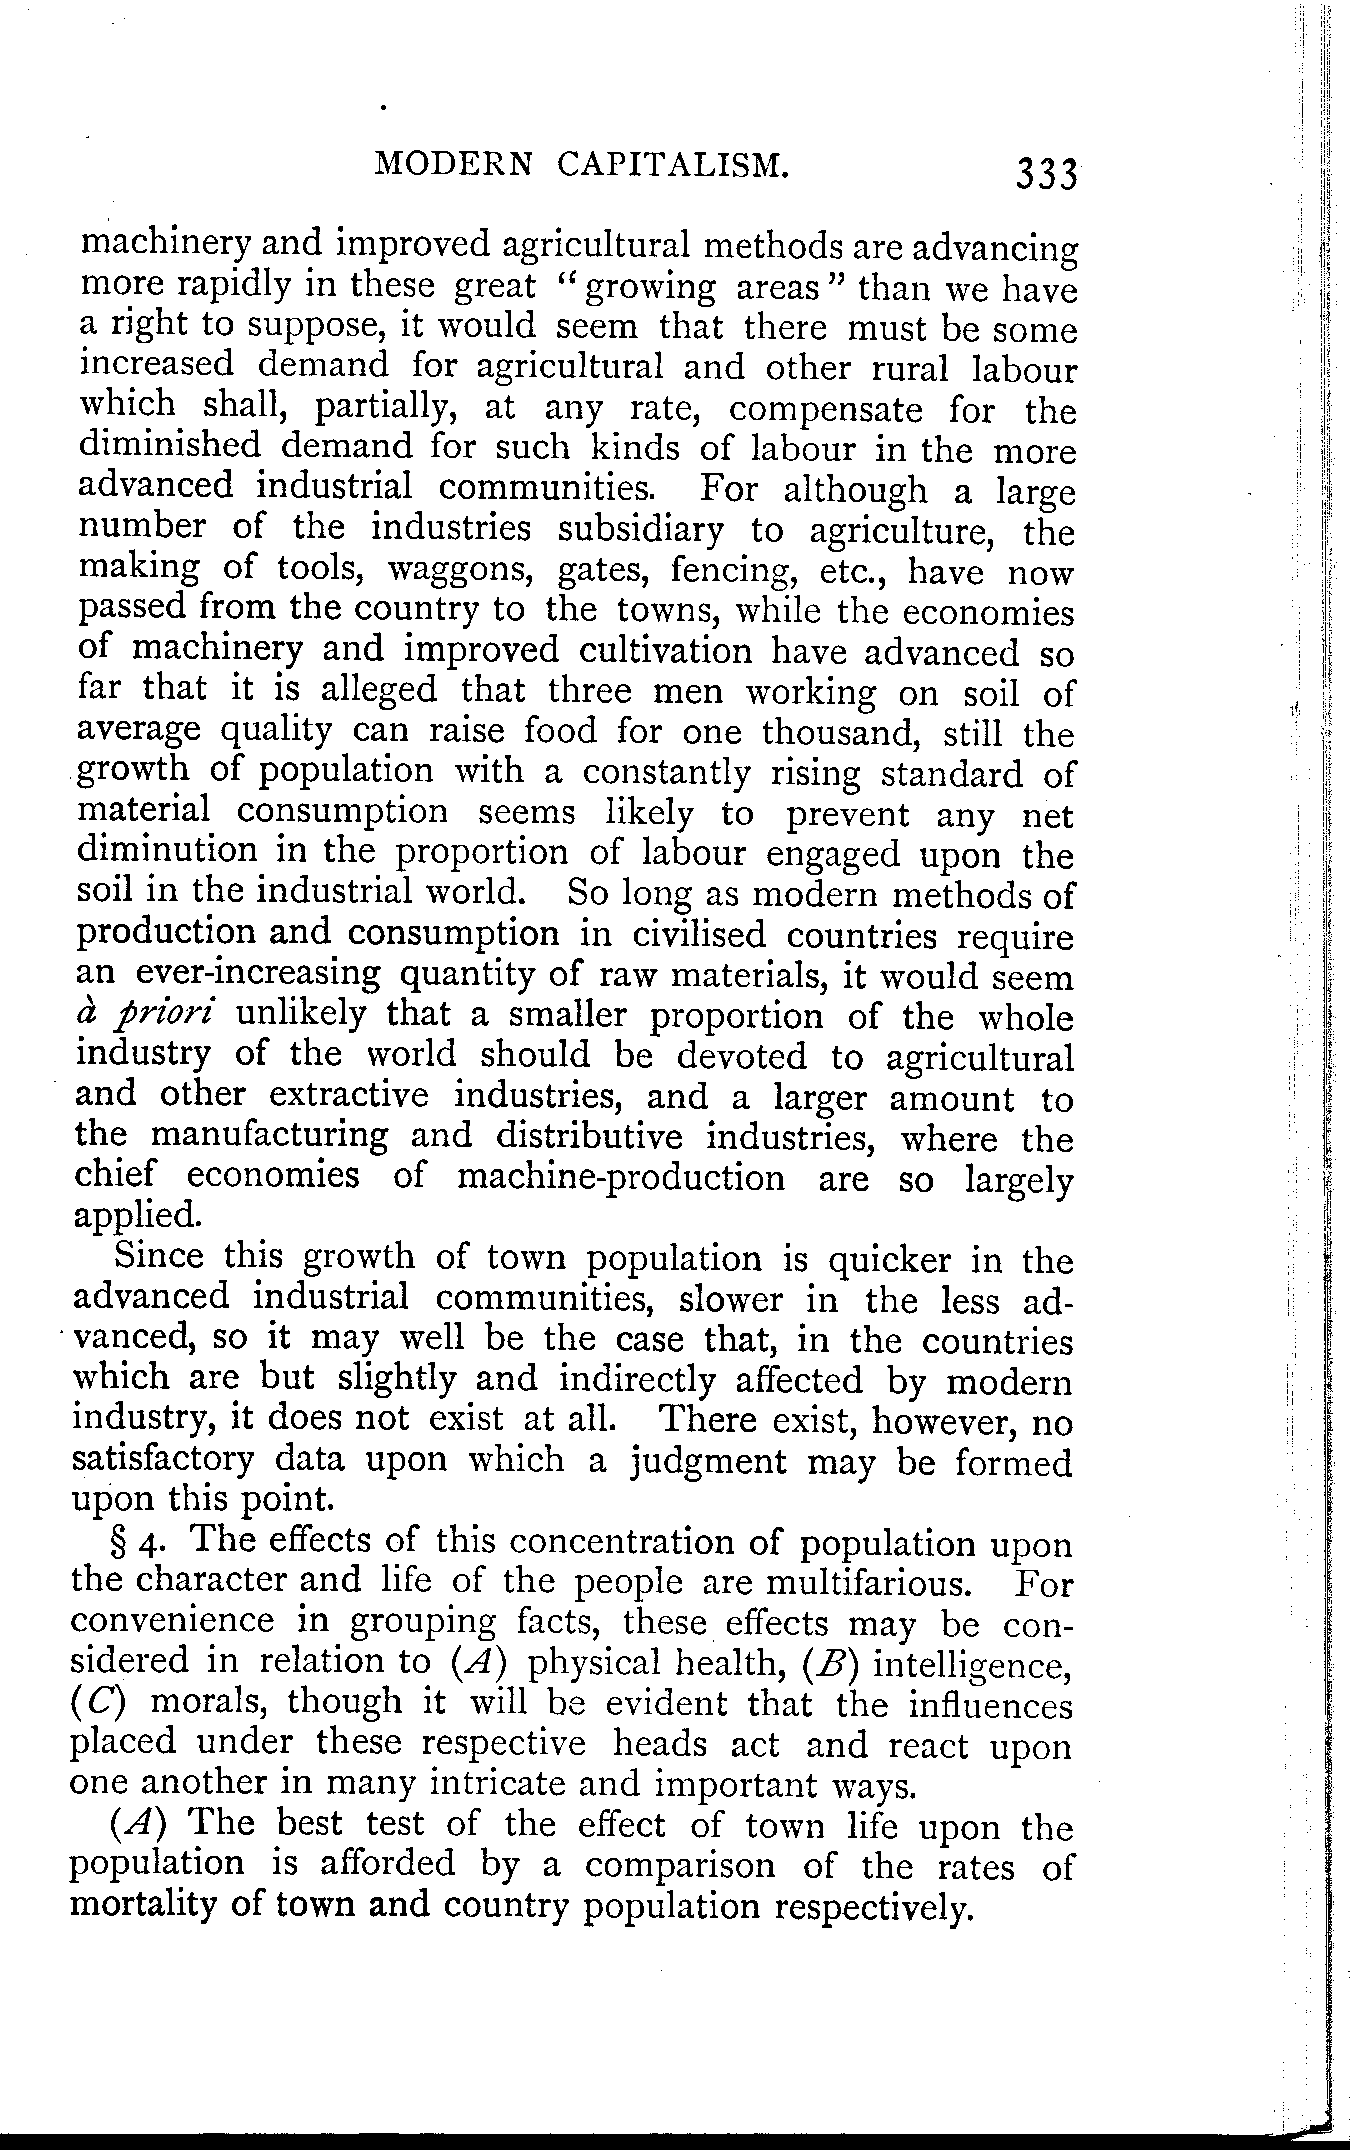 MODERN CAPITALISM. 333
machinery and improved agricultural methods are advancing
more rapidly in these great “growing areas” than we have
a right to suppose, it would seem that there must be some
increased demand for agricultural and other rural labour
which shall, partially, at any rate, compensate for the
diminished demand for such kinds of labour in the more
advanced industrial communities. For although a large
number of the industries subsidiary to agriculture, the
making of tools, waggons, gates, fencing, etc., have now
passed from the country to the towns, while the economies
of machinery and improved cultivation have advanced so
far that it is alleged that three men working on soil of
average quality can raise food for one thousand, still the
growth of population with a constantly rising standard of
material consumption seems likely to prevent any net
diminution in the proportion of labour engaged upon the
soil in the industrial world. So long as modern methods of
production and consumption in civilised countries require
an ever-increasing quantity of raw materials, it would seem
à priori unlikely that a smaller proportion of the whole
industry of the world should be devoted to agricultural
and other extractive industries, and a larger amount to
the manufacturing and distributive industries, where the
chief economies of machine-production are so largely
applied.
Since this growth of town population is quicker in the
advanced industrial communities, slower in the less ad-
vanced, so it may well be the case that, in the countries
which are but slightly and indirectly affected by modern
industry, it does not exist at all. There exist, however, no
satisfactory data upon which a judgment may be formed
upon this point.
§ 4. The effects of this concentration of population upon
the character and life of the people are multifarious. For
convenience in grouping facts, these effects may be con-
sidered in relation to (A) physical health, (B) intelligence,
(C) morals, though it will be evident that the influences
placed under these respective heads act and react upon
one another in many intricate and important ways.
(A) The best test of the effect of town life upon the
population is afforded by a comparison of the rates of
mortality of town and country population respectively.